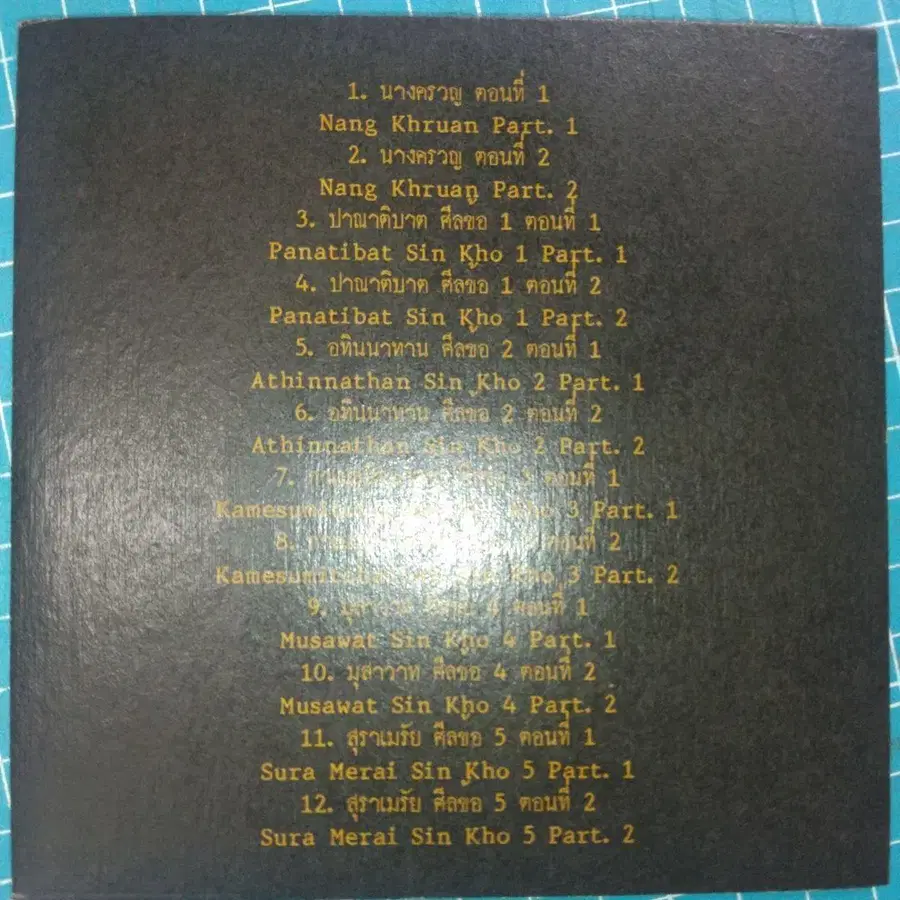 1. นางครวญ ตอนที่ 1
Nang Khruan Part. 1
2. นางครวญ ตอนที่ 2
Nang Khruan Part. 2
3. ปาณาติบาต ศีลข้อ 1 ตอนที่ 1
Panatibat Sin Kho 1 Part. 1
4. ปาณาติบาต ศีลข้อ 1 ตอนที่ 2
Panatibat Sin Kho 1 Part. 2
5. อทินนาทาน ศีลข้อ 2 ตอนที่ 1
Athinnathan Sin Kho 2 Part. 1
6. อทินนาทาน ศีลข้อ 2 ตอนที่ 2
Athinnathan Sin Kho 2 Part. 2
7. 3 ตอนที่ 1
Kho 3 Part. 1
8. ตอนที่ 2
Kho 3 Part. 2
9. มุสาวาท ศีลข้อ 4 ตอนที่ 1
Musawat Sin Kho 4 Part. 1
10. มุสาวาท ศีลข้อ 4 ตอนที่ 2
Musawat Sin Kho 4 Part. 2
11. สุราเมรัย ศีลข้อ 5 ตอนที่ 1
Sura Merai Sin Kho 5 Part. 1
12. สุราเมรัย ศีลข้อ 5 ตอนที่ 2
Sura Merai Sin Kho 5 Part. 2